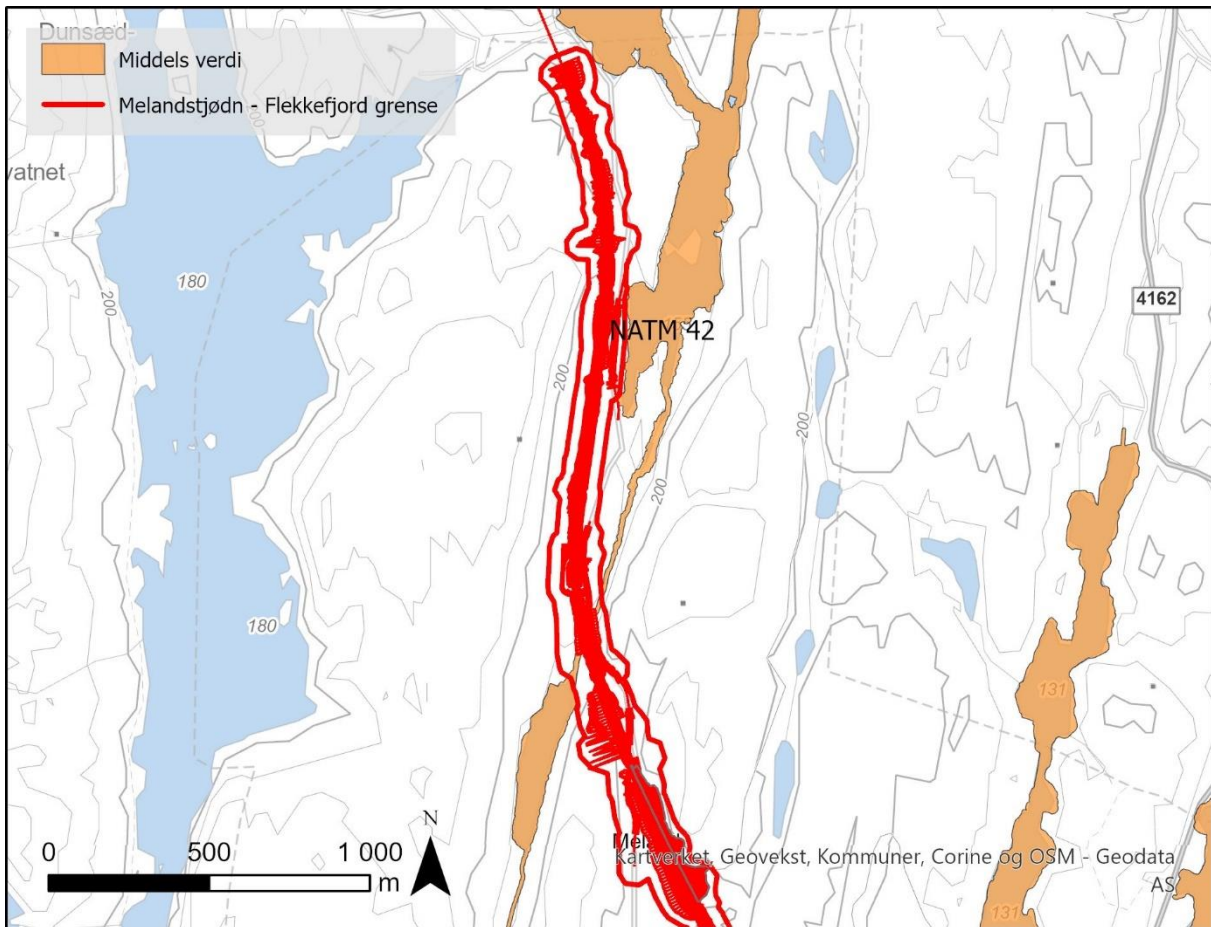 Dunsæd-
Middels verdi
Melandstjødn - Flekkefjord grense
vatnet
180
200
4162
NATM 42
200
200
200
180
131
N
0 500 1 000
m
Kartverket, Geovekst, Kommuner, Corine og OSM - Geodata
AS
131